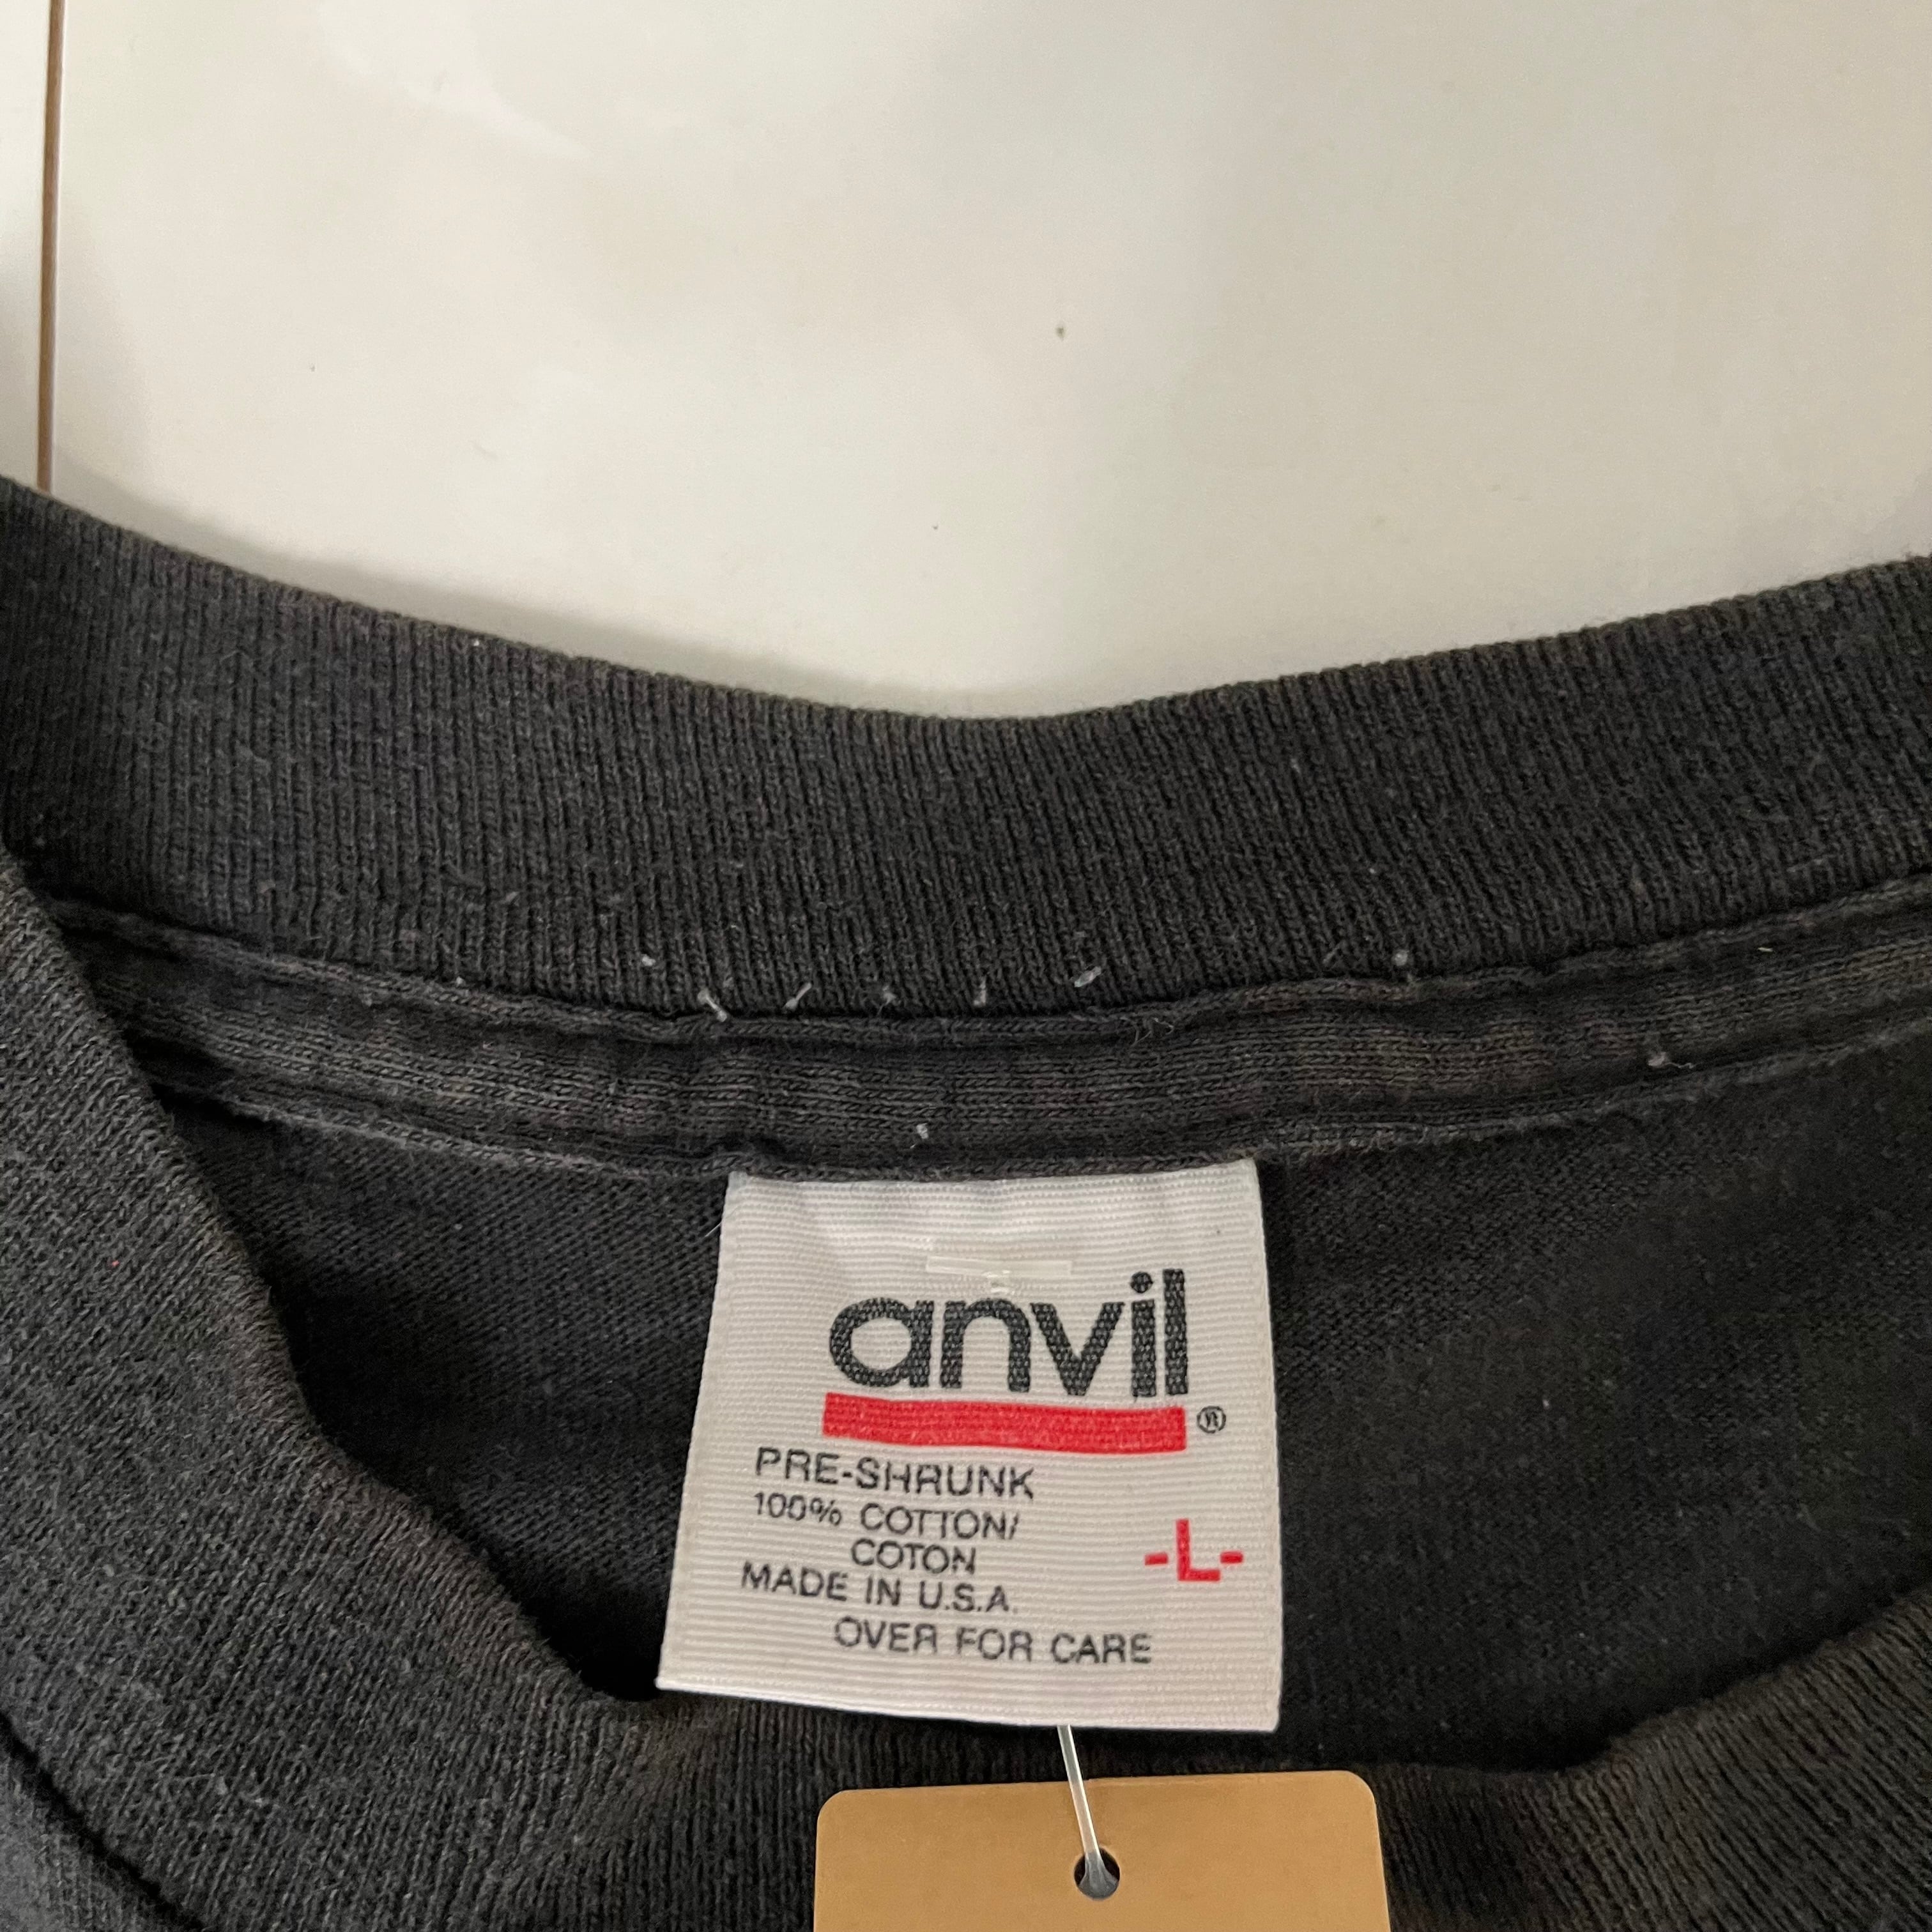 anvil
®
PRE-SHRUNK
100% COTTON/
COTON
-L-
MADE IN U.S.A.
OVER FOR CARE